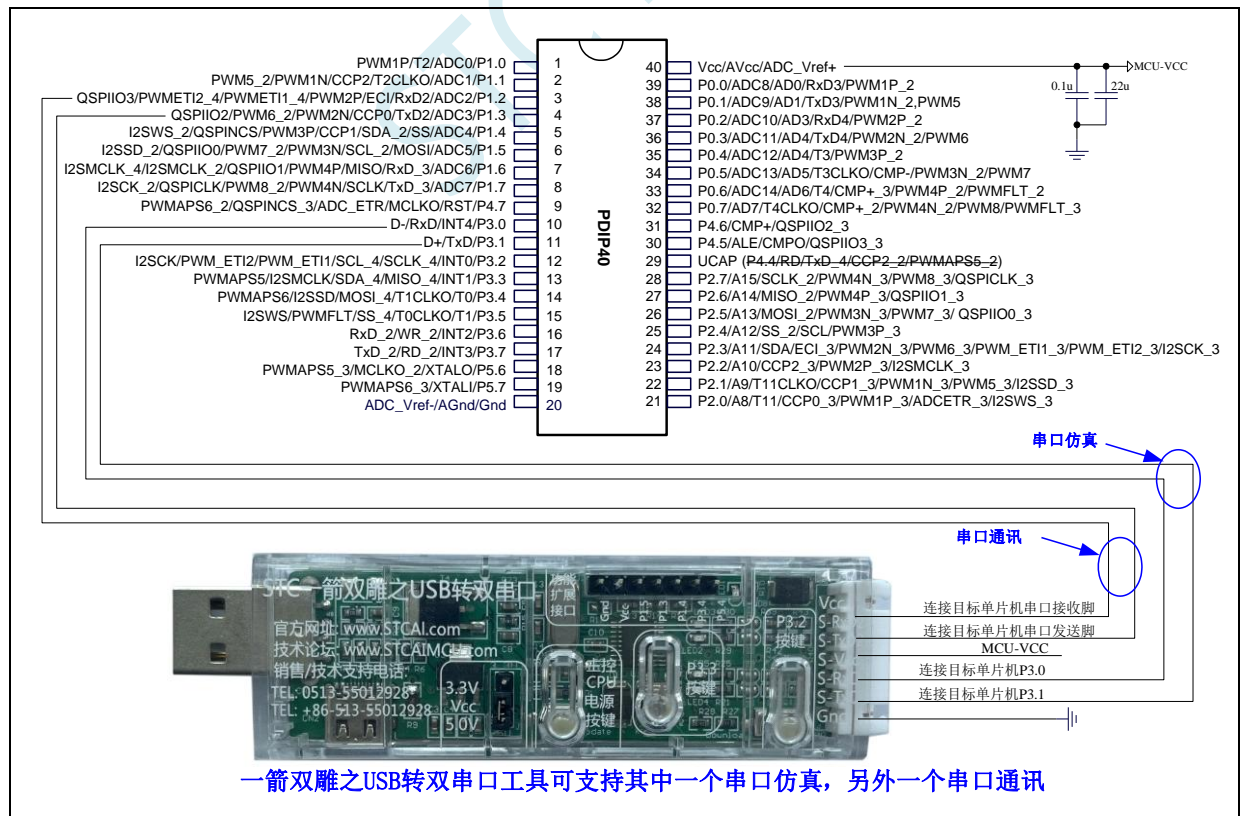 PWM1P/T2/ADC0/P1.0
PWM5_2/PWM1N/CCP2/T2CLKO/ADC1/P1.1
QSPIIO3/PWMETI2_4/PWMETI1_4/PWM2P/ECI/RxD2/ADC2/P1.2
QSPIIO2/PWM6_2/PWM2N/CCP0/TxD2/ADC3/P1.3
I2SWS_2/QSPINCS/PWM3P/CCP1/SDA_2/SS/ADC4/P1.4
I2SSD_2/QSPIIO0/PWM7_2/PWM3N/SCL_2/MOSI/ADC5/P1.5
I2SMCLK_4/I2SMCLK_2/QSPIIO1/PWM4P/MISO/RxD_3/ADC6/P1.6
I2SCK_2/QSPICLK/PWM8_2/PWM4N/SCLK/TxD_3/ADC7/P1.7
PWMAPS6_2/QSPINCS_3/ADC_ETR/MCLKO/RST/P4.7
D-/RxD/INT4/P3.0
D+/TxD/P3.1
I2SCK/PWM_ETI2/PWM_ETI1/SCL_4/SCLK_4/INT0/P3.2
PWMAPS5/I2SMCLK/SDA_4/MISO_4/INT1/P3.3
PWMAPS6/I2SSD/MOSI_4/T1CLKO/T0/P3.4
I2SWS/PWMFLT/SS_4/T0CLKO/T1/P3.5
RxD_2/WR_2/INT2/P3.6
TxD_2/RD_2/INT3/P3.7
PWMAPS5_3/MCLKO_2/XTALO/P5.6
PWMAPS6_3/XTALI/P5.7
ADC_Vref-/AGnd/Gnd
1
2
3
4
5
6
7
8
9
10
11
12
13
14
15
16
17
18
19
20
PDIP40
40
39
38
37
36
35
34
33
32
31
30
29
28
27
26
25
24
23
22
21
Vcc/AVcc/ADC_Vref+
P0.0/ADC8/AD0/RxD3/PWM1P_2
P0.1/ADC9/AD1/TxD3/PWM1N_2,PWM5
P0.2/ADC10/AD3/RxD4/PWM2P_2
P0.3/ADC11/AD4/TxD4/PWM2N_2/PWM6
P0.4/ADC12/AD4/T3/PWM3P_2
P0.5/ADC13/AD5/T3CLKO/CMP-/PWM3N_2/PWM7
P0.6/ADC14/AD6/T4/CMP+_3/PWM4P_2/PWMFLT_2
P0.7/AD7/T4CLKO/CMP+_2/PWM4N_2/PWM8/PWMFLT_3
P4.6/CMP+/QSPIIO2_3
P4.5/ALE/CMPO/QSPIIO3_3
UCAP (P4.4/RD/TxD_4/CCP2_2/PWMAPS5_2)
P2.7/A15/SCLK_2/PWM4N_3/PWM8_3/QSPICLK_3
P2.6/A14/MISO_2/PWM4P_3/QSPIIO1_3
P2.5/A13/MOSI_2/PWM3N_3/PWM7_3/ QSPIIO0_3
P2.4/A12/SS_2/SCL/PWM3P_3
P2.3/A11/SDA/ECI_3/PWM2N_3/PWM6_3/PWM_ETI1_3/PWM_ETI2_3/I2SCK_3
P2.2/A10/CCP2_3/PWM2P_3/I2SMCLK_3
P2.1/A9/T11CLKO/CCP1_3/PWM1N_3/PWM5_3/I2SSD_3
P2.0/A8/T11/CCP0_3/PWM1P_3/ADCETR_3/I2SWS_3
MCU-VCC
0.1u
22u
串口仿真
串口通讯
STC一箭双雕之USB转双串口
官方网址: www.STCAI.com
技术论坛: www.STCAIMCU.com
销售/技术支持电话:
TEL: 0513-55012928
TEL: +86-513-55012928
3.3V
Vcc
5.0V
功能
扩展
接口
Gnd
Vcc
主控
CPU
电源
按键
P3.3
按键
P3.2
按键
Vcc
S-Rx
S-Tx
S-V
S-R
S-T
Gnd
连接目标单片机串口接收脚
连接目标单片机串口发送脚
MCU-VCC
连接目标单片机P3.0
连接目标单片机P3.1
一箭双雕之USB转双串口工具可支持其中一个串口仿真，另外一个串口通讯